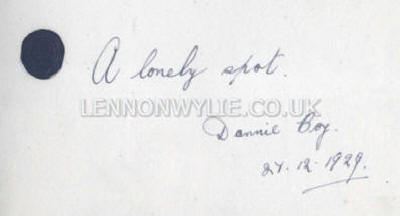 A lonely spot.
LENNONWYLIE.CO.UK
Dannie Boy.
27.12.1929.